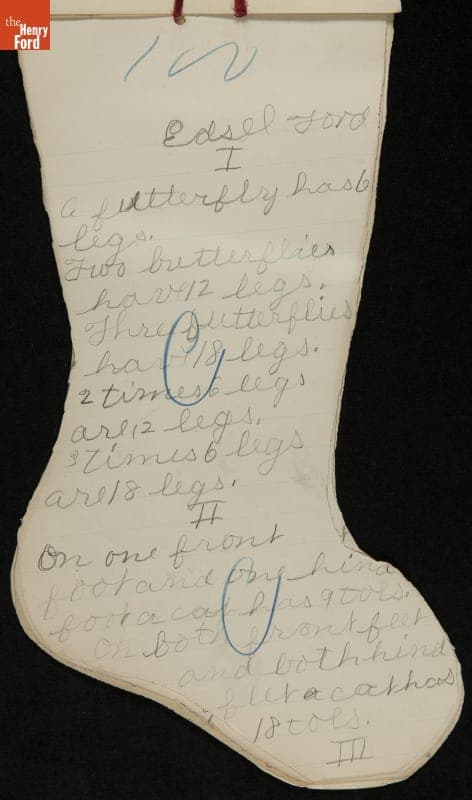 the
Henry
Ford
100
Edsel Ford
I
A futterfly has 6
legs.
Two butterflies
have 12 legs.
Three butterflies
have 18 legs.
2 times 6 legs
are 12 legs.
3 times 6 legs
are 18 legs.
II
On one front
foot and one hind
foot a cat has 9 toes.
On both front feet
and both hind
feet a cat has
18 toes.
III